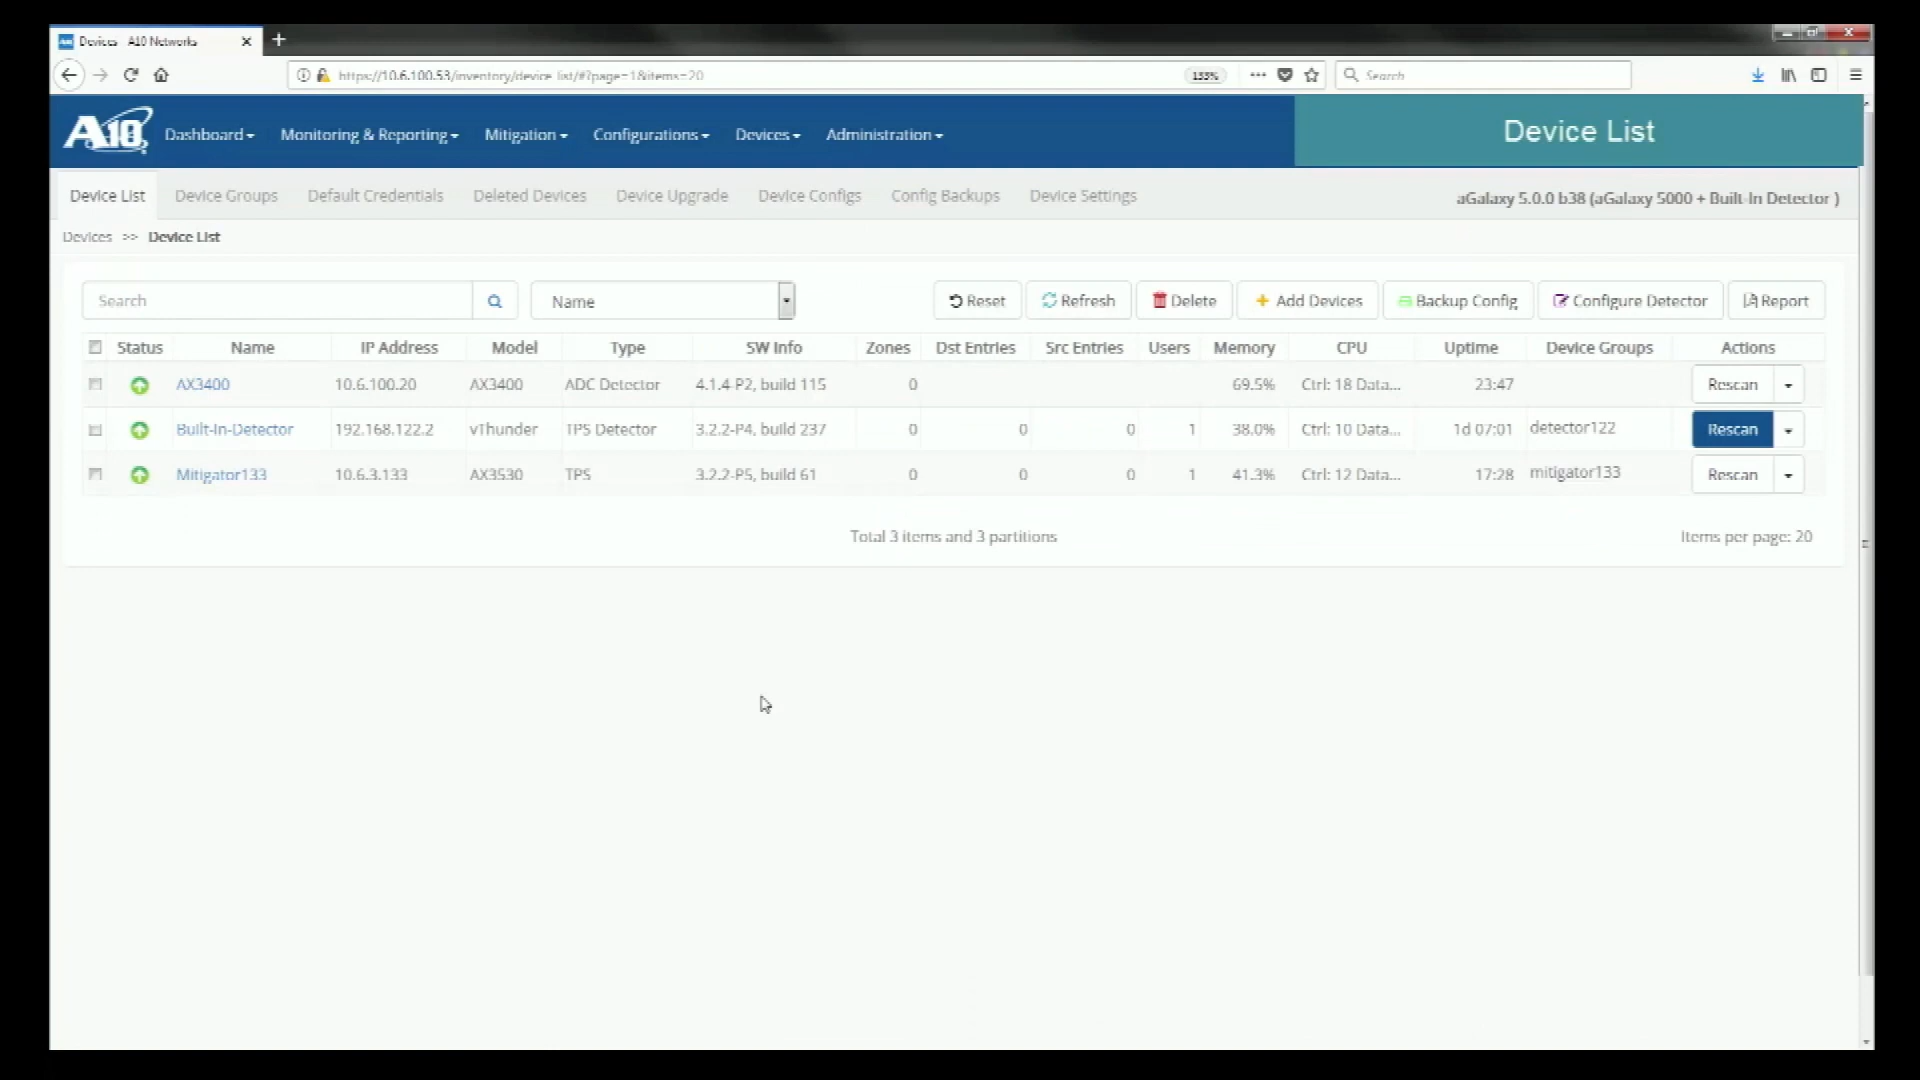 Devices A10 Networks
https://10.6.100.53/inventory/device_list/#?page=1&items=20 133% Search
A10 Dashboard Monitoring & Reporting Mitigation Configurations Devices Administration Device List
Device List Device Groups Default Credentials Deleted Devices Device Upgrade Device Configs Config Backups Device Settings aGalaxy 5.0.0 b38 (aGalaxy 5000 + Built-In Detector )
Devices >> Device List
Search Name Reset Refresh Delete Add Devices Backup Config Configure Detector Report
Status Name IP Address Model Type SW Info Zones Dst Entries Src Entries Users Memory CPU Uptime Device Groups Actions
AX3400 10.6.100.20 AX3400 ADC Detector 4.1.4-P2, build 115 0 69.5% Ctrl: 18 Data... 23:47 Rescan
Built-In-Detector 192.168.122.2 vThunder TPS Detector 3.2.2-P4, build 237 0 0 0 1 38.0% Ctrl: 10 Data... 1d 07:01 detector122 Rescan
Mitigator133 10.6.3.133 AX3530 TPS 3.2.2-P5, build 61 0 0 0 1 41.3% Ctrl: 12 Data... 17:28 mitigator133 Rescan
Total 3 items and 3 partitions Items per page: 20